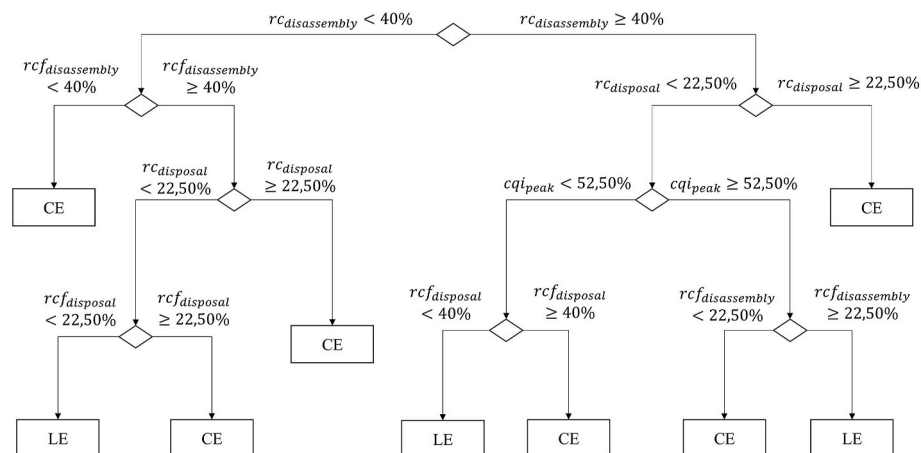 rc_disassembly < 40%
rc_disassembly ≥ 40%
rcf_disassembly
< 40%
rcf_disassembly
≥ 40%
rc_disposal < 22,50%
rc_disposal ≥ 22,50%
CE
rc_disposal
< 22,50%
rc_disposal
≥ 22,50%
cqi_peak < 52,50%
cqi_peak ≥ 52,50%
CE
rcf_disposal
< 22,50%
rcf_disposal
≥ 22,50%
CE
rcf_disposal
< 40%
rcf_disposal
≥ 40%
rcf_disassembly
< 22,50%
rcf_disassembly
≥ 22,50%
LE
CE
LE
CE
CE
LE